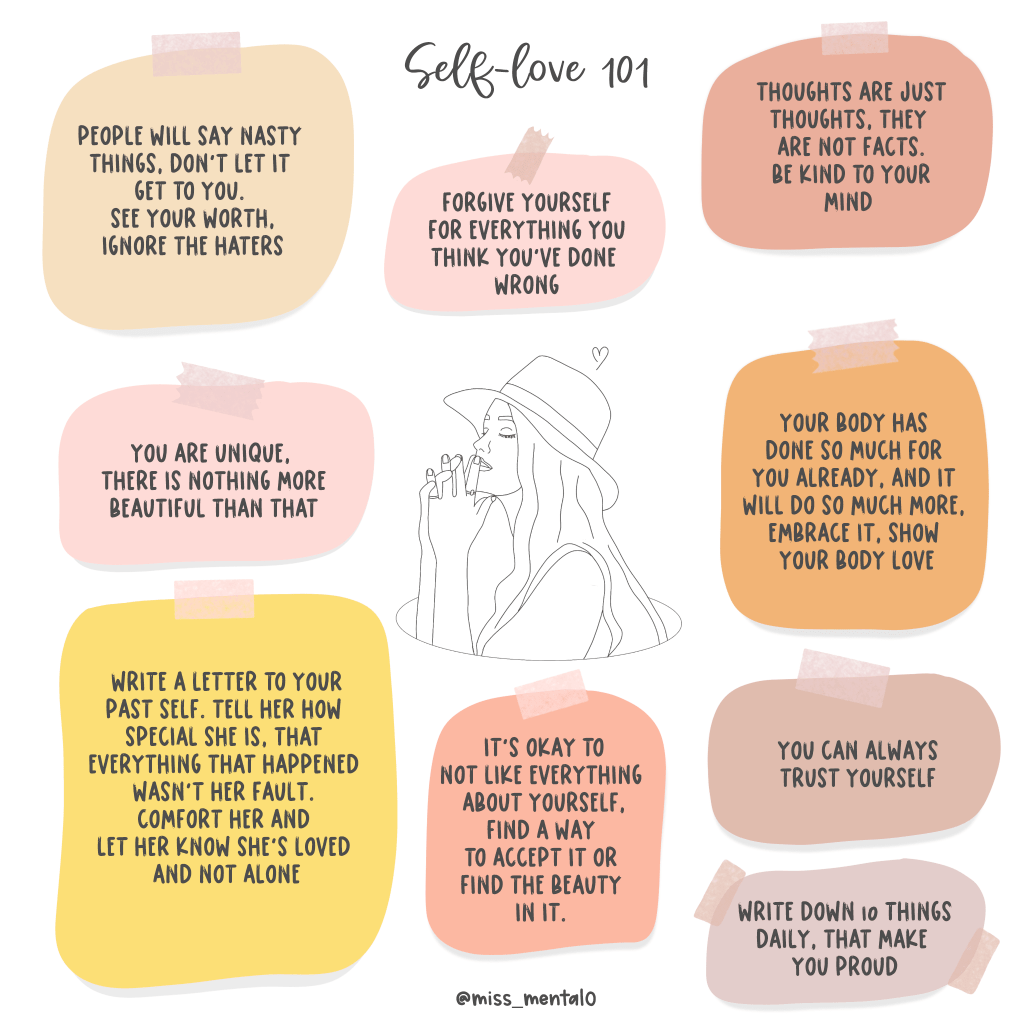 Self-love 101
PEOPLE WILL SAY NASTY
THINGS, DON'T LET IT
GET TO YOU.
SEE YOUR WORTH,
IGNORE THE HATERS
FORGIVE YOURSELF
FOR EVERYTHING YOU
THINK YOU'VE DONE
WRONG
THOUGHTS ARE JUST
THOUGHTS, THEY
ARE NOT FACTS.
BE KIND TO YOUR
MIND
YOU ARE UNIQUE,
THERE IS NOTHING MORE
BEAUTIFUL THAN THAT
YOUR BODY HAS
DONE SO MUCH FOR
YOU ALREADY, AND IT
WILL DO SO MUCH MORE,
EMBRACE IT, SHOW
YOUR BODY LOVE
WRITE A LETTER TO YOUR
PAST SELF. TELL HER HOW
SPECIAL SHE IS, THAT
EVERYTHING THAT HAPPENED
WASN'T HER FAULT.
COMFORT HER AND
LET HER KNOW SHE'S LOVED
AND NOT ALONE
IT'S OKAY TO
NOT LIKE EVERYTHING
ABOUT YOURSELF,
FIND A WAY
TO ACCEPT IT OR
FIND THE BEAUTY
IN IT.
YOU CAN ALWAYS
TRUST YOURSELF
WRITE DOWN 10 THINGS
DAILY, THAT MAKE
YOU PROUD
@miss_mental0